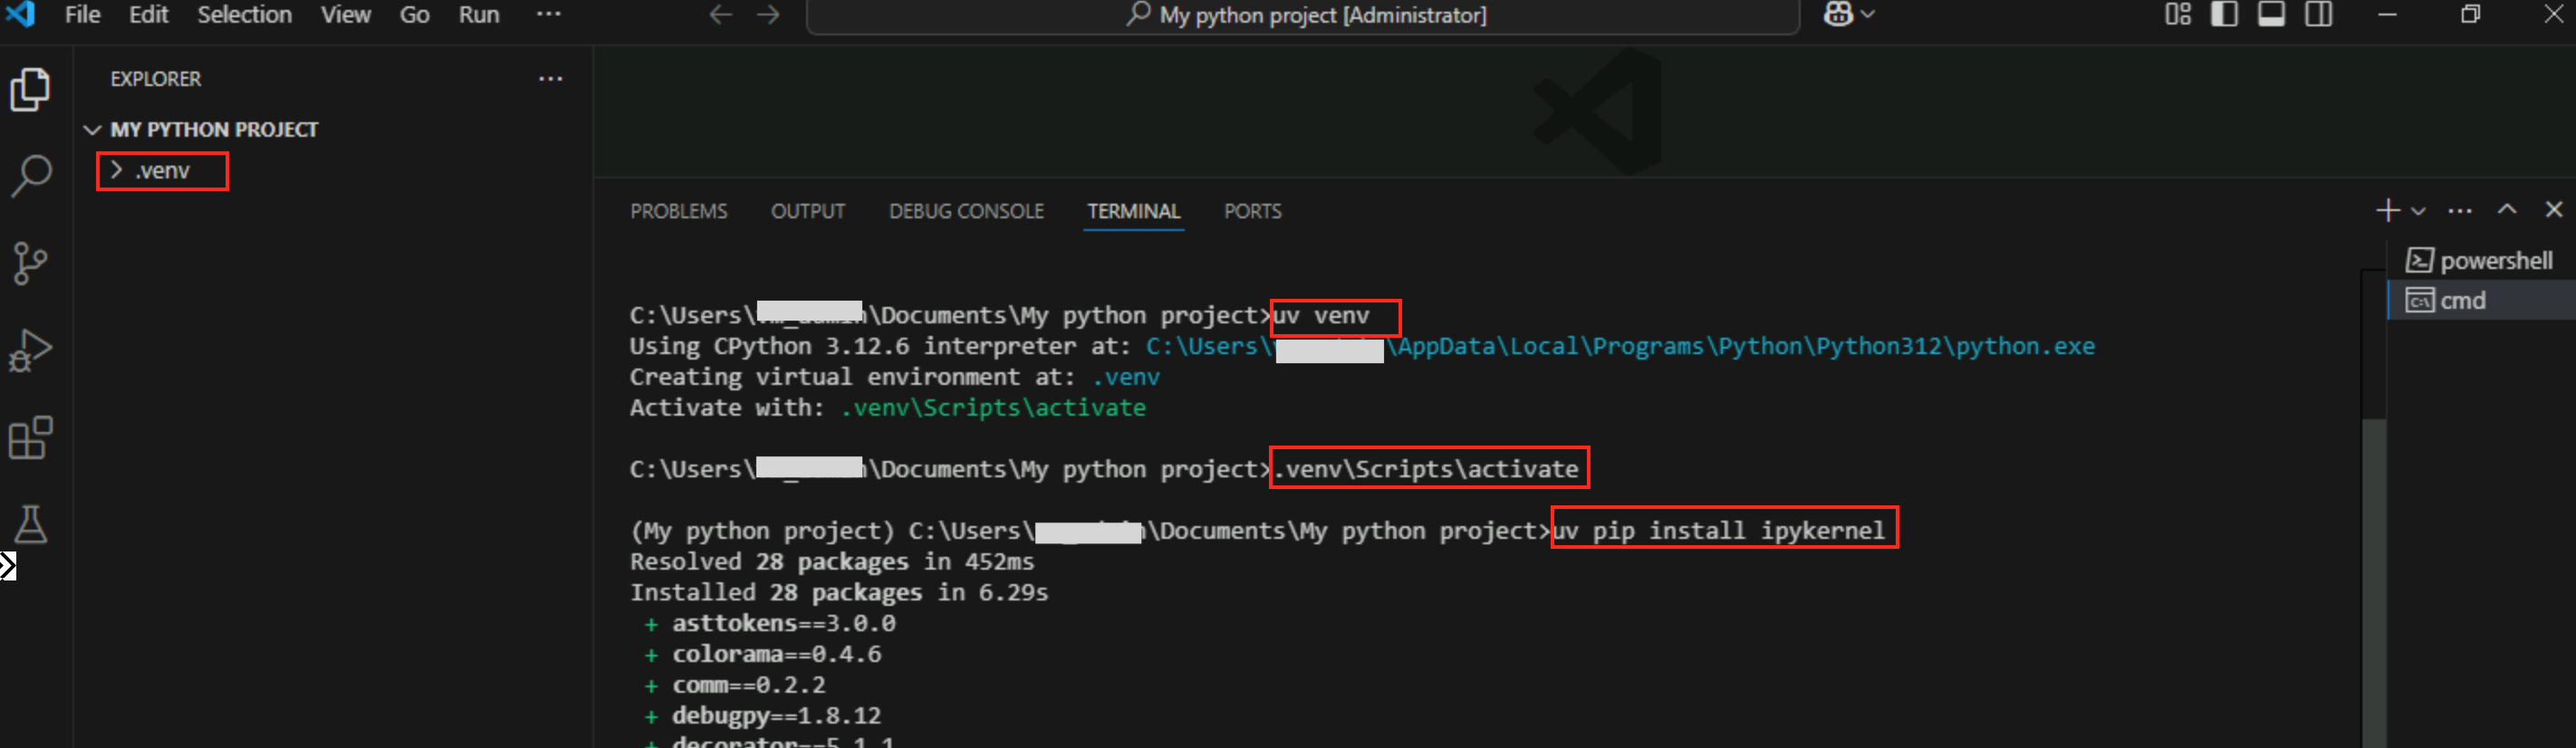 File Edit Selection View Go Run ...
My python project [Administrator]
EXPLORER ...
MY PYTHON PROJECT
.venv
PROBLEMS OUTPUT DEBUG CONSOLE TERMINAL PORTS
powershell
cmd
C:\Users\ \Documents\My python project>uv venv
Using CPython 3.12.6 interpreter at: C:\Users\ \AppData\Local\Programs\Python\Python312\python.exe
Creating virtual environment at: .venv
Activate with: .venv\Scripts\activate
C:\Users\ \Documents\My python project>.venv\Scripts\activate
(My python project) C:\Users\ \Documents\My python project>uv pip install ipykernel
Resolved 28 packages in 452ms
Installed 28 packages in 6.29s
+ asttokens==3.0.0
+ colorama==0.4.6
+ comm==0.2.2
+ debugpy==1.8.12
+ decorator==5.1.1